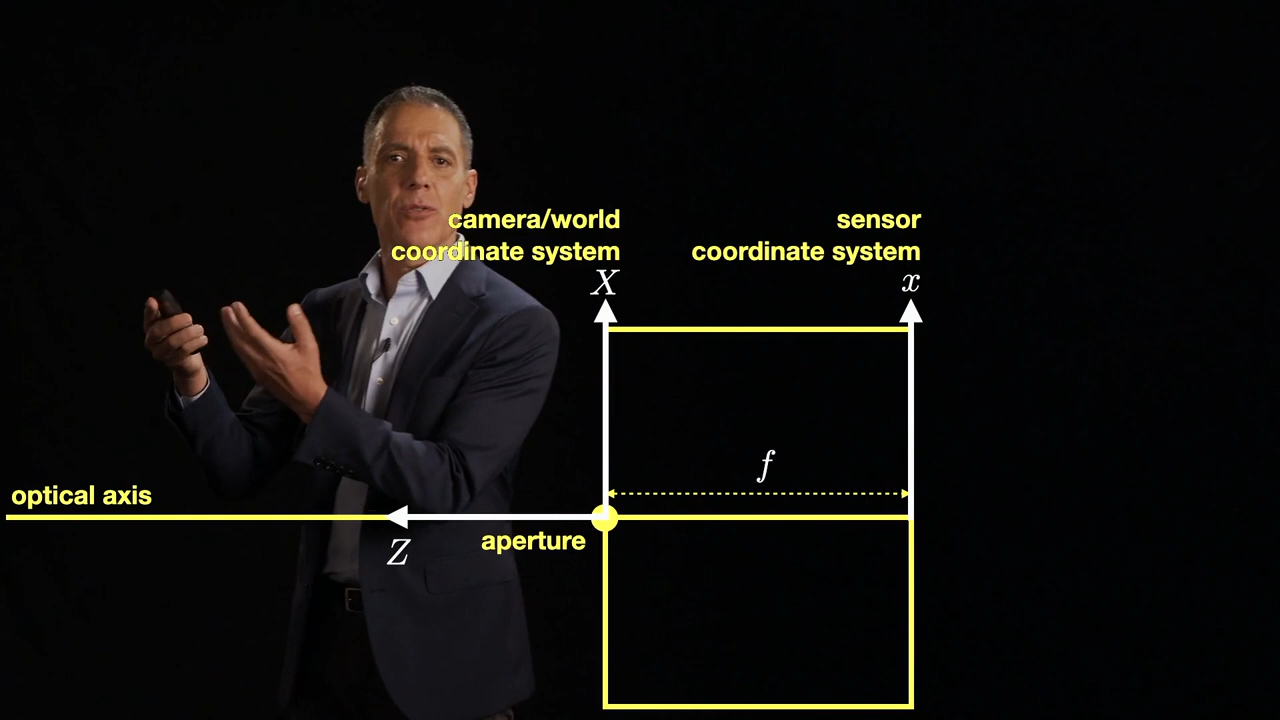 camera/world
coordinate system
X
sensor
coordinate system
x
f
optical axis
Z
aperture